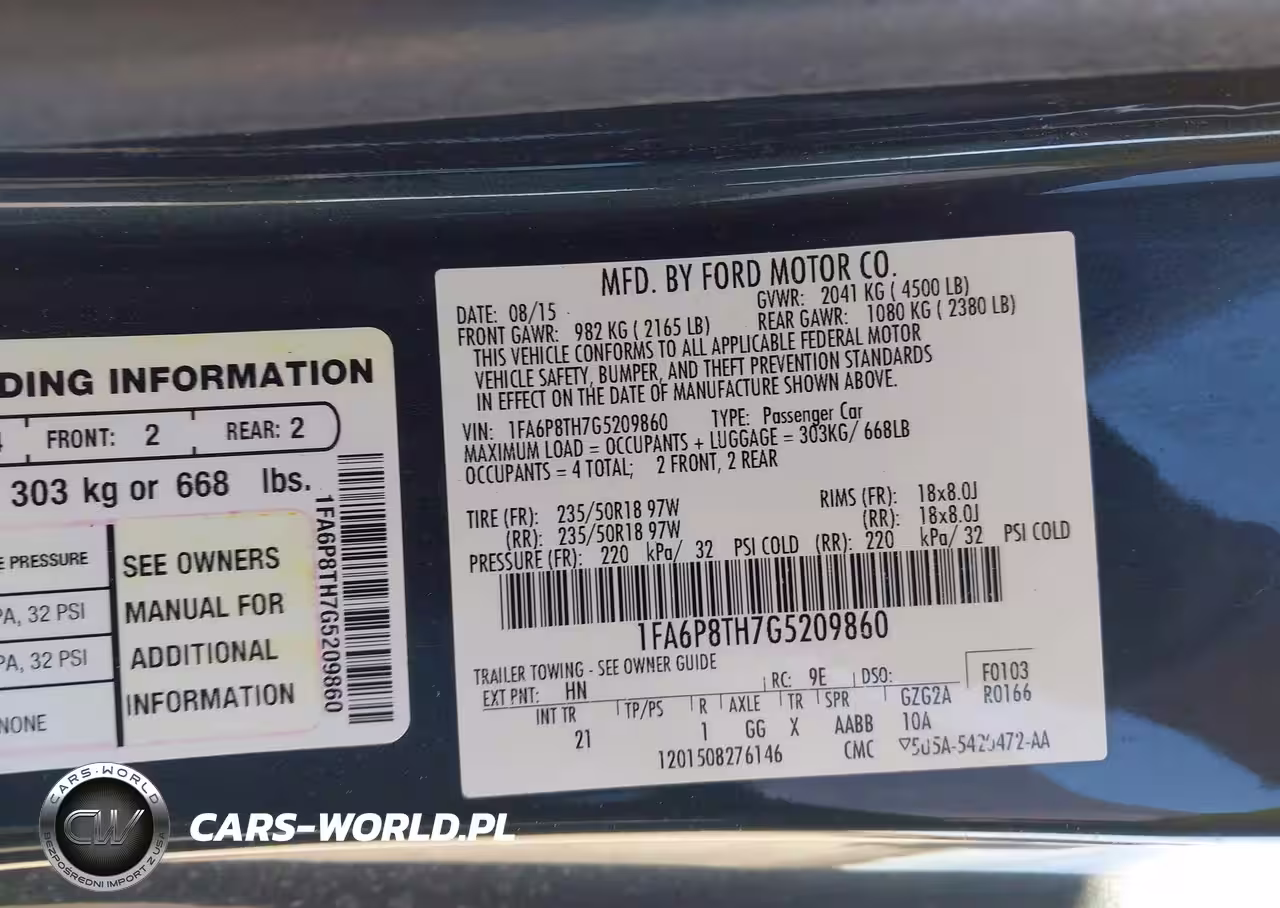 DING INFORMATION
FRONT: 2 REAR: 2
303 kg or 668 lbs.
PRESSURE
PA, 32 PSI
PA, 32 PSI
NONE
SEE OWNERS
MANUAL FOR
ADDITIONAL
INFORMATION
1FA6P8TH7G5209860
MFD. BY FORD MOTOR CO.
DATE: 08/15 GVWR: 2041 KG ( 4500 LB)
FRONT GAWR: 982 KG ( 2165 LB) REAR GAWR: 1080 KG ( 2380 LB)
THIS VEHICLE CONFORMS TO ALL APPLICABLE FEDERAL MOTOR
VEHICLE SAFETY, BUMPER, AND THEFT PREVENTION STANDARDS
IN EFFECT ON THE DATE OF MANUFACTURE SHOWN ABOVE.
VIN: 1FA6P8TH7G5209860 TYPE: Passenger Car
MAXIMUM LOAD = OCCUPANTS + LUGGAGE = 303KG/ 668LB
OCCUPANTS = 4 TOTAL; 2 FRONT, 2 REAR
TIRE (FR): 235/50R18 97W RIMS (FR): 18x8.0J
(RR): 235/50R18 97W (RR): 18x8.0J
PRESSURE (FR): 220 kPa/ 32 PSI COLD (RR): 220 kPa/ 32 PSI COLD
1FA6P8TH7G5209860
TRAILER TOWING - SEE OWNER GUIDE
EXT PNT: HN RC: 9E DSO: F0103
INT TR TP/PS R AXLE TR SPR GZG2A R0166
21 1 GG X AABB 10A
1201508276146 CMC
CARS-WORLD
CW
BEZPOŚREDNI IMPORT Z USA
CARS-WORLD.PL